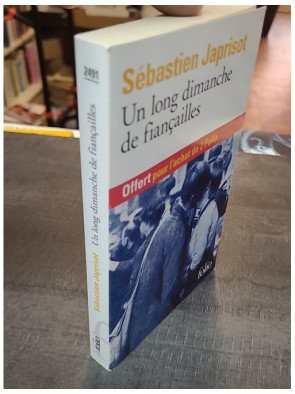 Sébastien Japrisot
Un long dimanche
de fiançailles
Offert pour l'achat de 2 Folio
folio
2491
Sébastien Japrisot Un long dimanche de fiançailles
folio